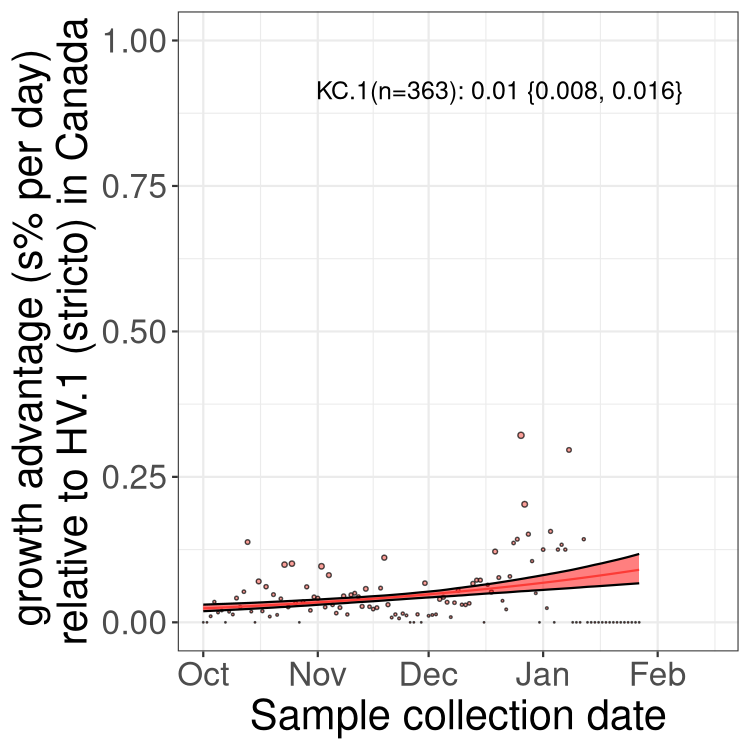 growth advantage (s% per day)
relative to HV.1 (stricto) in Canada
1.00
0.75
0.50
0.25
0.00
KC.1(n=363): 0.01 {0.008, 0.016}
Oct Nov Dec Jan Feb
Sample collection date